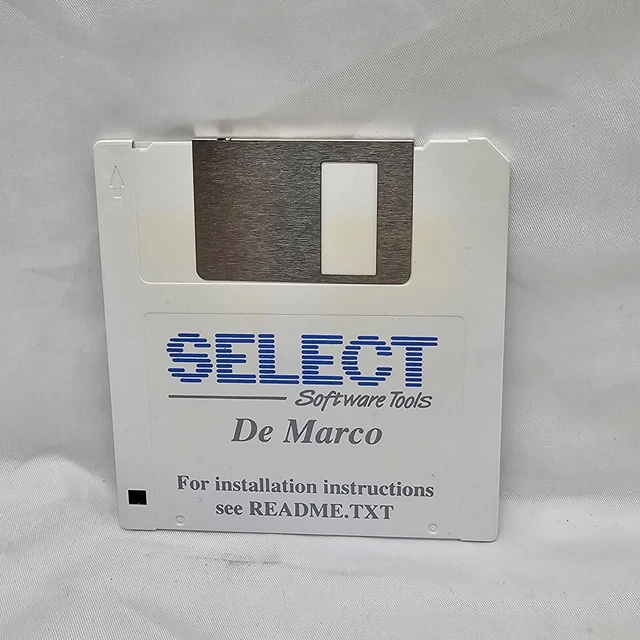 SELECT
Software Tools
De Marco
For installation instructions
see README.TXT